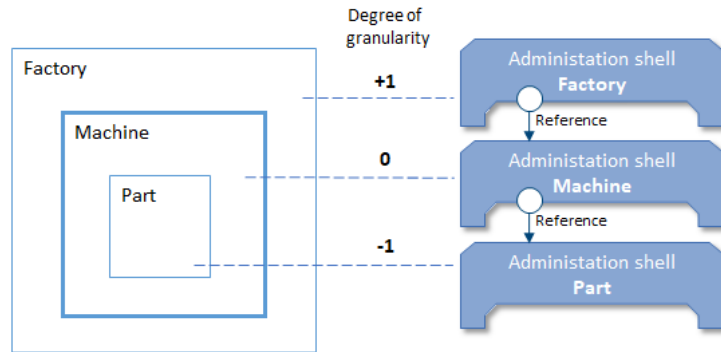 Degree of
granularity
Factory
Machine
Part
+1
0
-1
Administation shell
Factory
Reference
Administation shell
Machine
Reference
Administation shell
Part